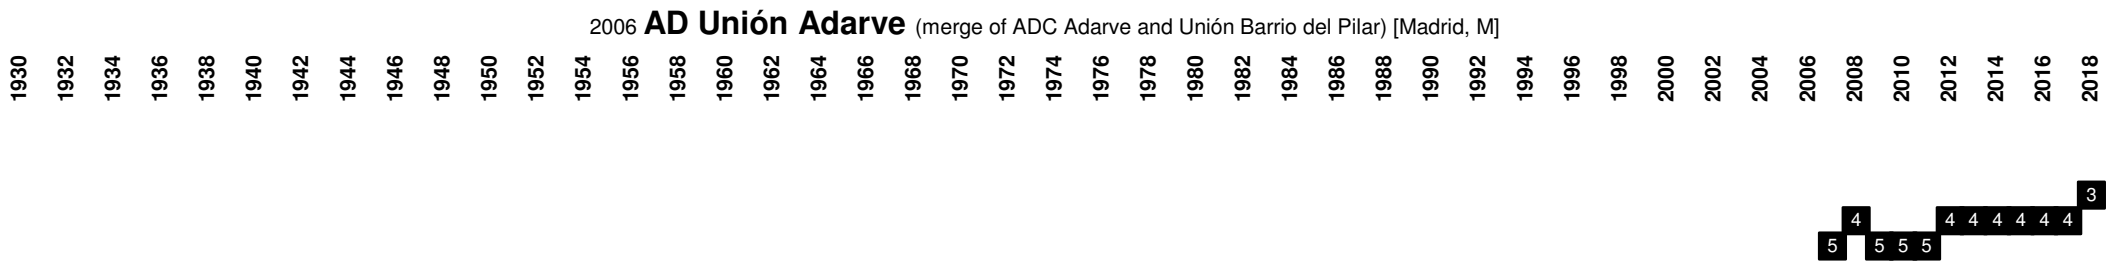 2006 AD Unión Adarve (merge of ADC Adarve and Unión Barrio del Pilar) [Madrid, M]
1930 1932 1934 1936 1938 1940 1942 1944 1946 1948 1950 1952 1954 1956 1958 1960 1962 1964 1966 1968 1970 1972 1974 1976 1978 1980 1982 1984 1986 1988 1990 1992 1994 1996 1998 2000 2002 2004 2006 2008 2010 2012 2014 2016 2018
3
4 4 4 4 4 4 4
5 5 5 5